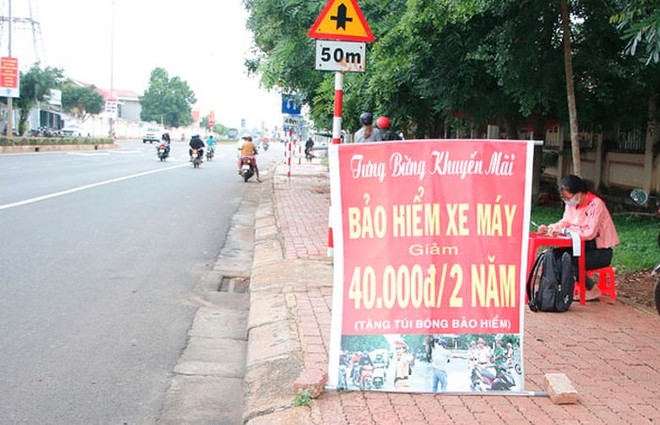 50m
Tưng Bừng Khuyến Mãi
BẢO HIỂM XE MÁY
Giảm
40.000đ/2 NĂM
(TẶNG TÚI BÓNG BẢO HIỂM)